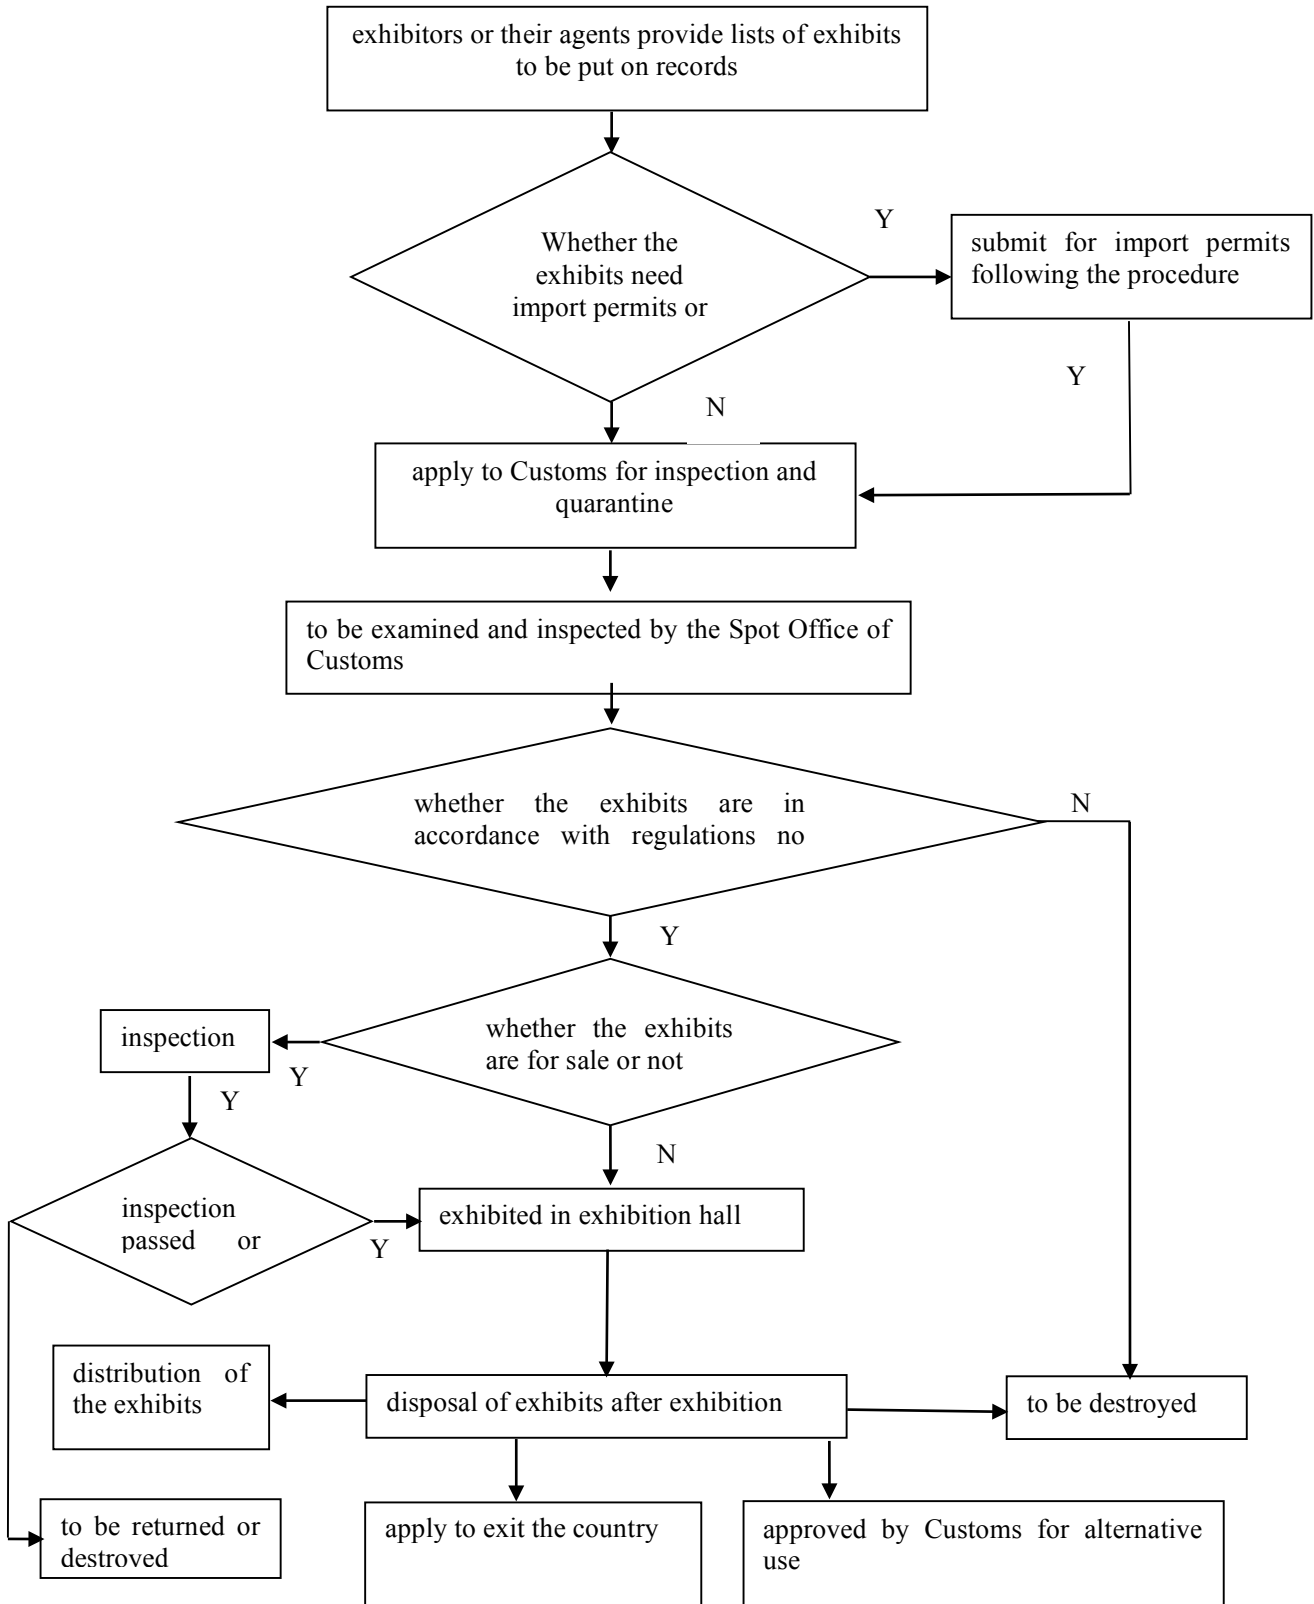 exhibitors or their agents provide lists of exhibits
to be put on records
Whether the
exhibits need
import permits or
Y
submit for import permits
following the procedure
Y
N
apply to Customs for inspection and
quarantine
to be examined and inspected by the Spot Office of
Customs
whether the exhibits are in
accordance with regulations no
N
Y
whether the exhibits
are for sale or not
inspection
Y
Y
N
inspection
passed or
Y
exhibited in exhibition hall
distribution of
the exhibits
disposal of exhibits after exhibition
to be destroyed
to be returned or
destroyed
apply to exit the country
approved by Customs for alternative
use